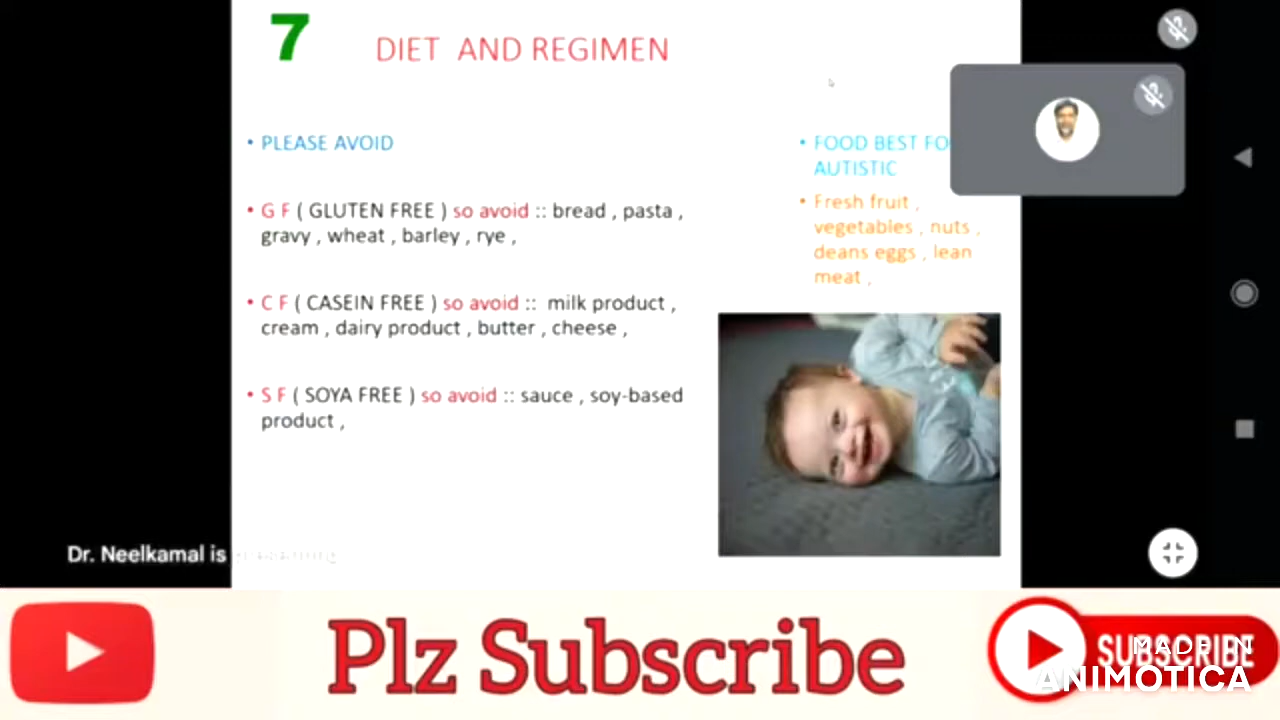 7
DIET AND REGIMEN
• PLEASE AVOID
• G F ( GLUTEN FREE ) so avoid :: bread , pasta ,
gravy , wheat , barley , rye ,
• C F ( CASEIN FREE ) so avoid :: milk product ,
cream , dairy product , butter , cheese ,
• S F ( SOYA FREE ) so avoid :: sauce , soy-based
product ,
• FOOD BEST FO
AUTISTIC
• Fresh fruit ,
vegetables , nuts ,
deans eggs , lean
meat ,
Dr. Neelkamal is
Plz Subscribe
SUBSCRIBE
MADE IN
ANIMOTICA